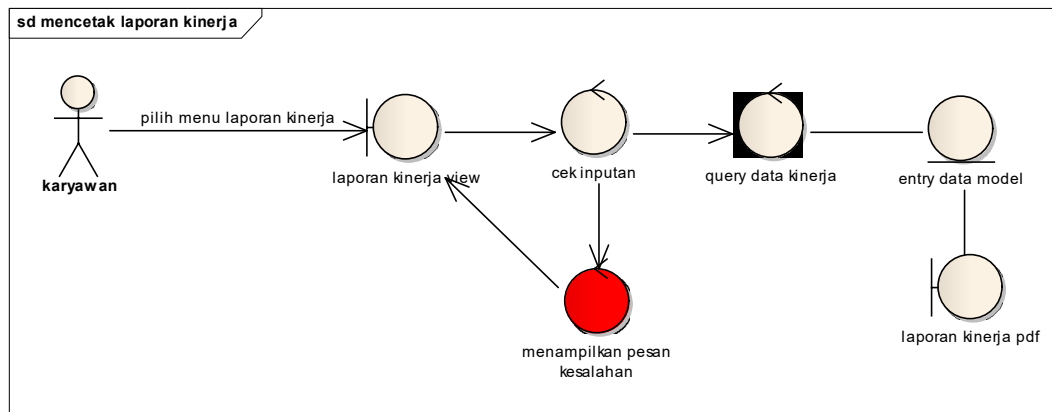 sd mencetak laporan kinerja
pilih menu laporan kinerja
karyawan
laporan kinerja view
cek inputan
query data kinerja
entry data model
menampilkan pesan
kesalahan
laporan kinerja pdf